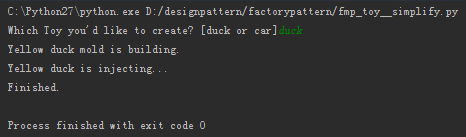 C:\Python27\python.exe D:/designpattern/factorypattern/fmp_toy__simplify.py
Which Toy you'd like to create? [duck or car]duck
Yellow duck mold is building.
Yellow duck is injecting...
Finished.
Process finished with exit code 0